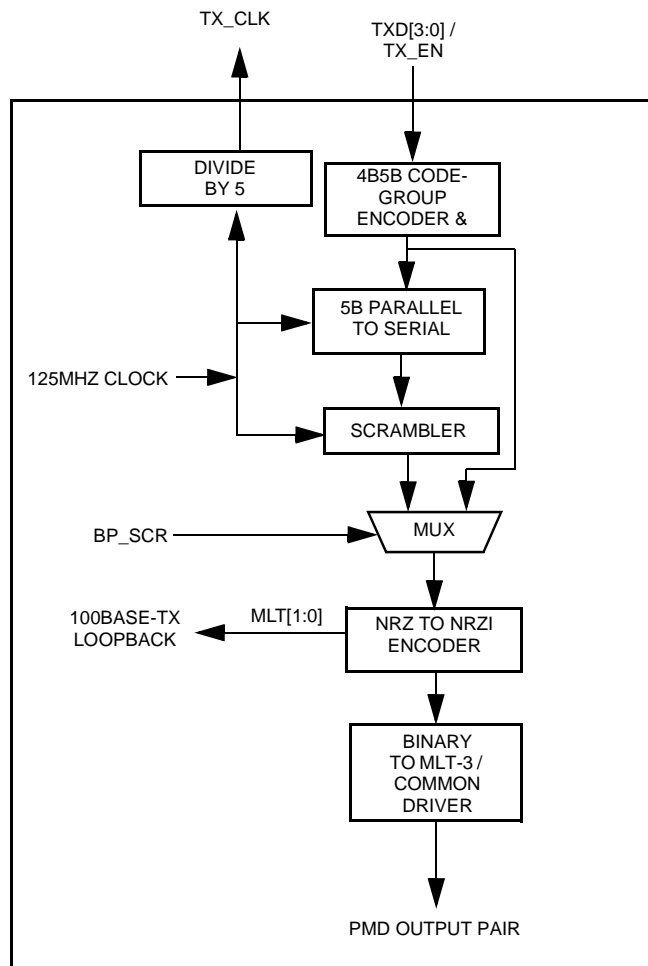 TX_CLK
TXD[3:0] /
TX_EN
DIVIDE
BY 5
4B5B CODE-
GROUP
ENCODER &
5B PARALLEL
TO SERIAL
125MHZ CLOCK
SCRAMBLER
BP_SCR
MUX
100BASE-TX
LOOPBACK
MLT[1:0]
NRZ TO NRZI
ENCODER
BINARY
TO MLT-3 /
COMMON
DRIVER
PMD OUTPUT PAIR